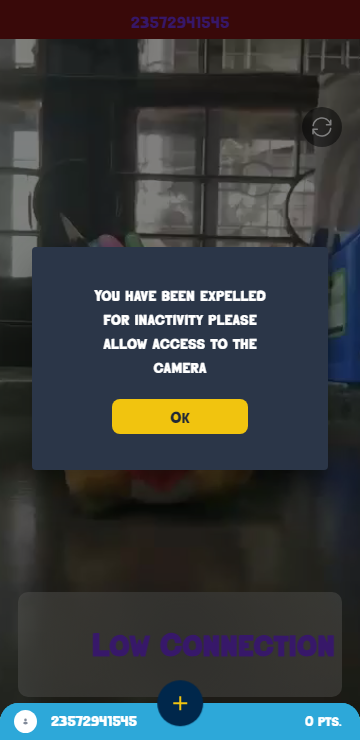 23572941545
You have been expelled
for inactivity please
allow access to the
camera
Ok
Low Connection
+
23572941545
0 pts.